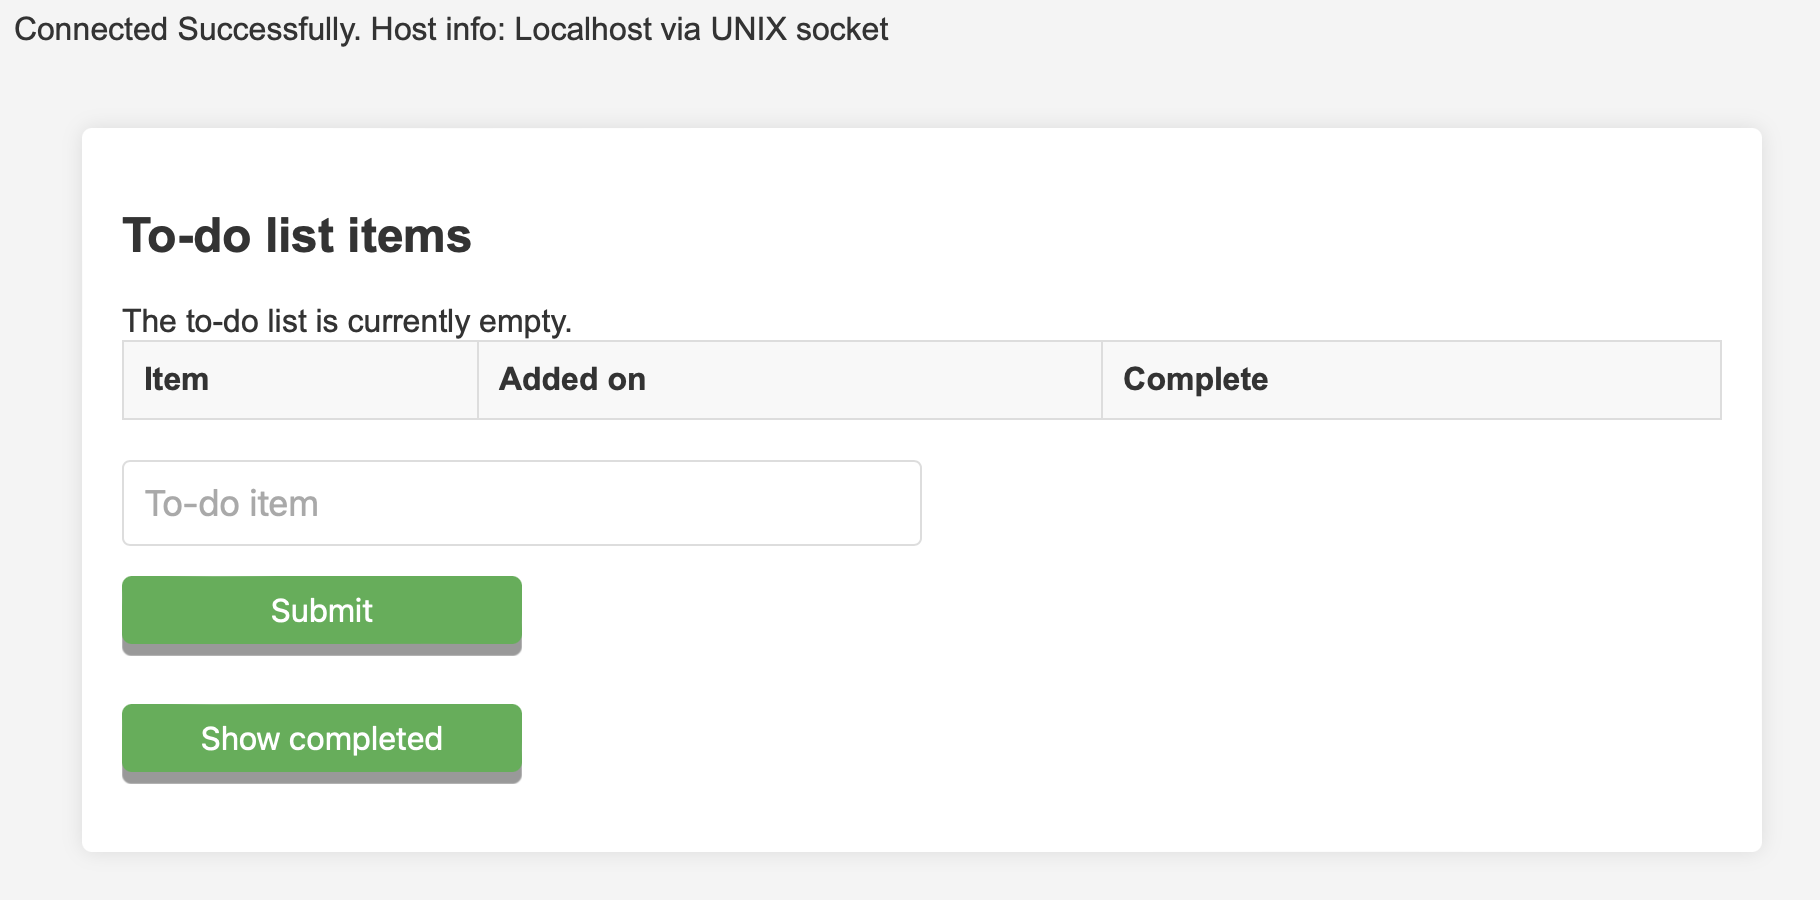 Connected Successfully. Host info: Localhost via UNIX socket
To-do list items
The to-do list is currently empty.
Item Added on Complete
To-do item
Submit
Show completed